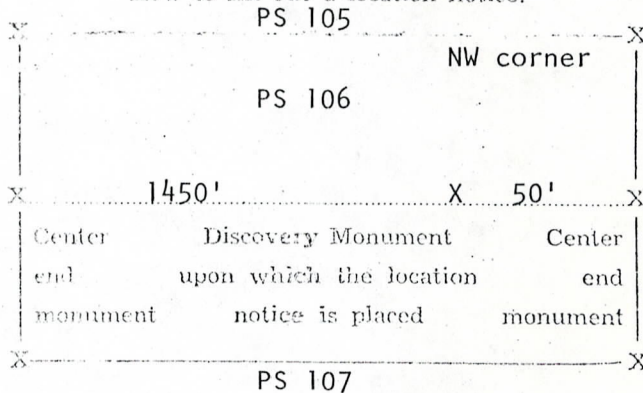 PS 105
X X
NW corner
PS 106
X 1450' X 50' X
Center Discovery Monument Center
end upon which the location end
monument notice is placed monument
X X
PS 107